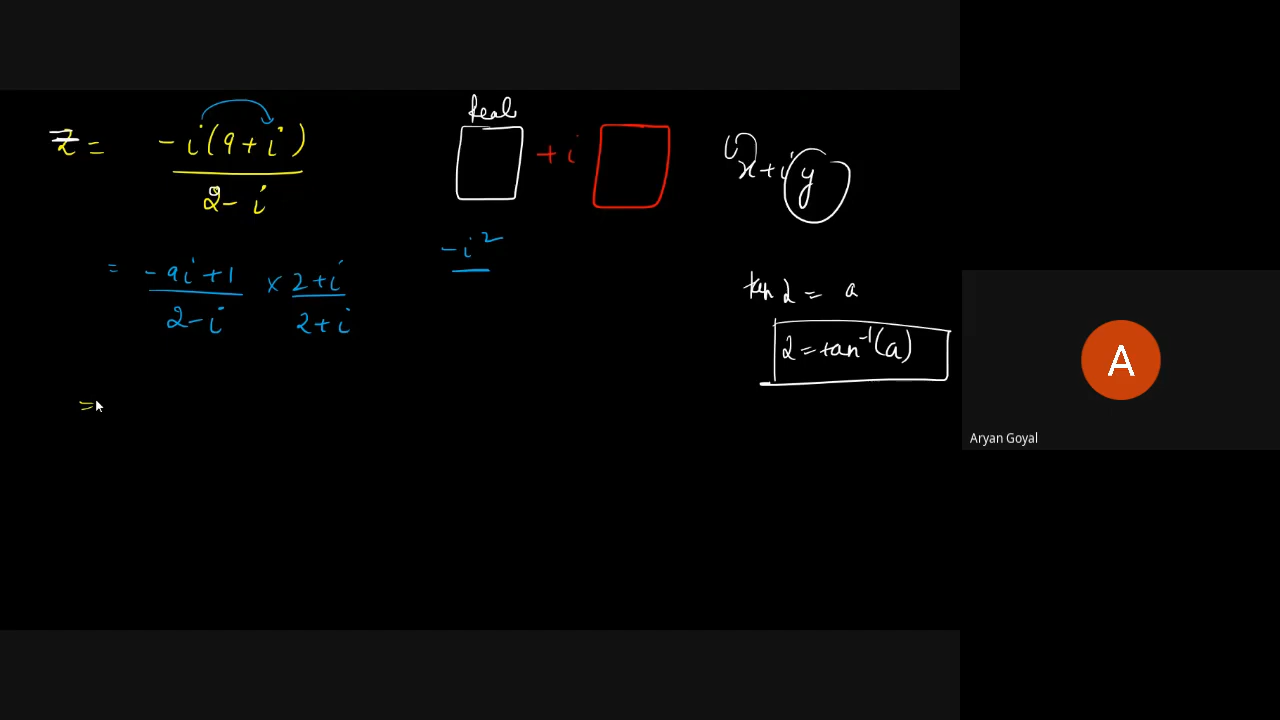 z = -i(9+i) / 2-i
Real
+ i
x+iy
= -9i+1 / 2-i × 2+i / 2+i
-i²
tan α = a
α = tan⁻¹(a)
=
A
Aryan Goyal